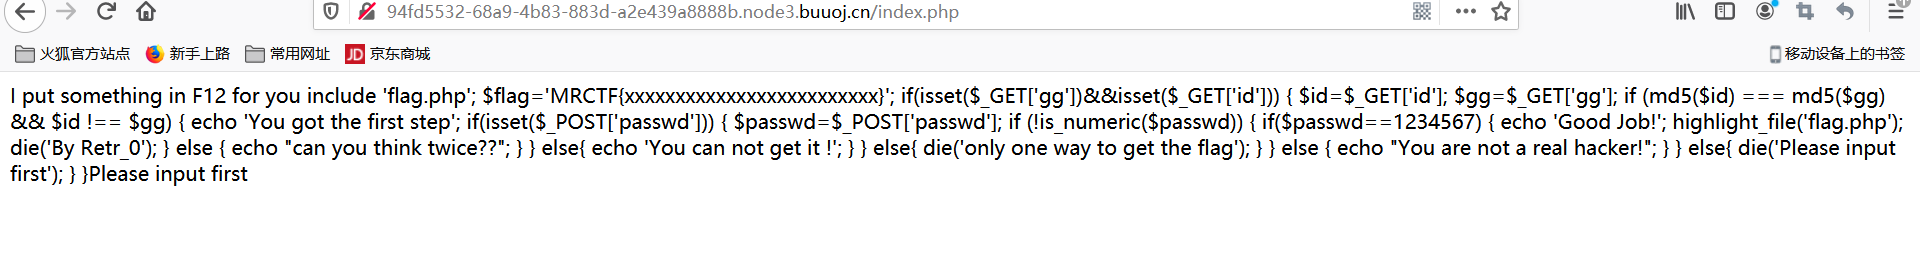 94fd5532-68a9-4b83-883d-a2e439a8888b.node3.buuoj.cn/index.php
火狐官方站点 新手上路 常用网址 JD 京东商城 移动设备上的书签
I put something in F12 for you include 'flag.php'; $flag='MRCTF{xxxxxxxxxxxxxxxxxxxxxxxxx}'; if(isset($_GET['gg'])&&isset($_GET['id'])) { $id=$_GET['id']; $gg=$_GET['gg']; if (md5($id) === md5($gg)
&& $id !== $gg) { echo 'You got the first step'; if(isset($_POST['passwd'])) { $passwd=$_POST['passwd']; if (!is_numeric($passwd)) { if($passwd==1234567) { echo 'Good Job!'; highlight_file('flag.php');
die('By Retr_0'); } else { echo "can you think twice??"; } } else{ echo 'You can not get it !'; } } else{ die('only one way to get the flag'); } } else { echo "You are not a real hacker!"; } } else{ die('Please input
first'); } }Please input first